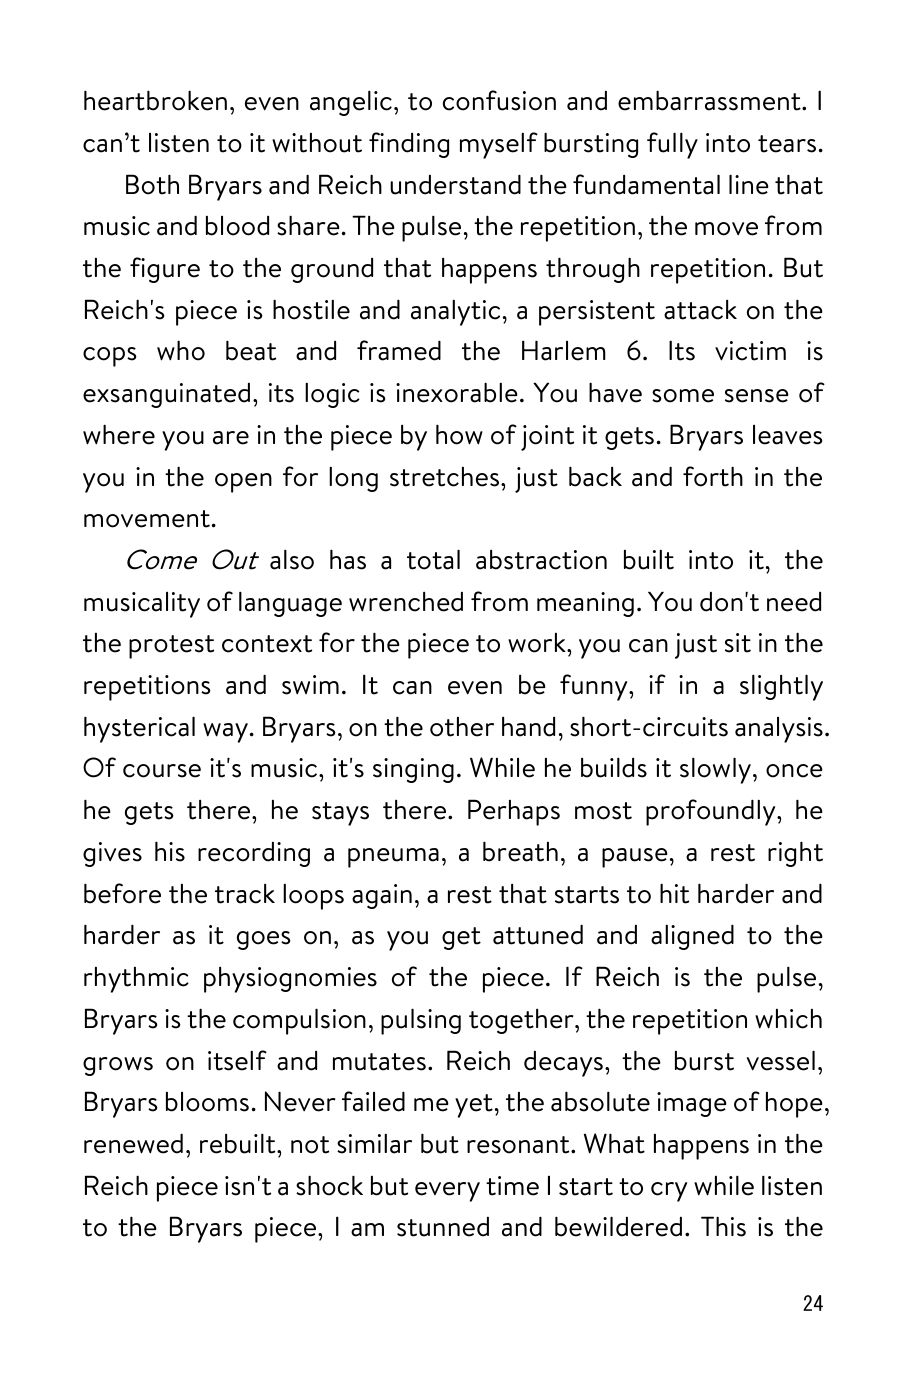 heartbroken, even angelic, to confusion and embarrassment. I
can’t listen to it without finding myself bursting fully into tears.
Both Bryars and Reich understand the fundamental line that
music and blood share. The pulse, the repetition, the move from
the figure to the ground that happens through repetition. But
Reich's piece is hostile and analytic, a persistent attack on the
cops who beat and framed the Harlem 6. Its victim is
exsanguinated, its logic is inexorable. You have some sense of
where you are in the piece by how of joint it gets. Bryars leaves
you in the open for long stretches, just back and forth in the
movement.
Come Out also has a total abstraction built into it, the
musicality of language wrenched from meaning. You don't need
the protest context for the piece to work, you can just sit in the
repetitions and swim. It can even be funny, if in a slightly
hysterical way. Bryars, on the other hand, short-circuits analysis.
Of course it's music, it's singing. While he builds it slowly, once
he gets there, he stays there. Perhaps most profoundly, he
gives his recording a pneuma, a breath, a pause, a rest right
before the track loops again, a rest that starts to hit harder and
harder as it goes on, as you get attuned and aligned to the
rhythmic physiognomies of the piece. If Reich is the pulse,
Bryars is the compulsion, pulsing together, the repetition which
grows on itself and mutates. Reich decays, the burst vessel,
Bryars blooms. Never failed me yet, the absolute image of hope,
renewed, rebuilt, not similar but resonant. What happens in the
Reich piece isn't a shock but every time I start to cry while listen
to the Bryars piece, I am stunned and bewildered. This is the
24